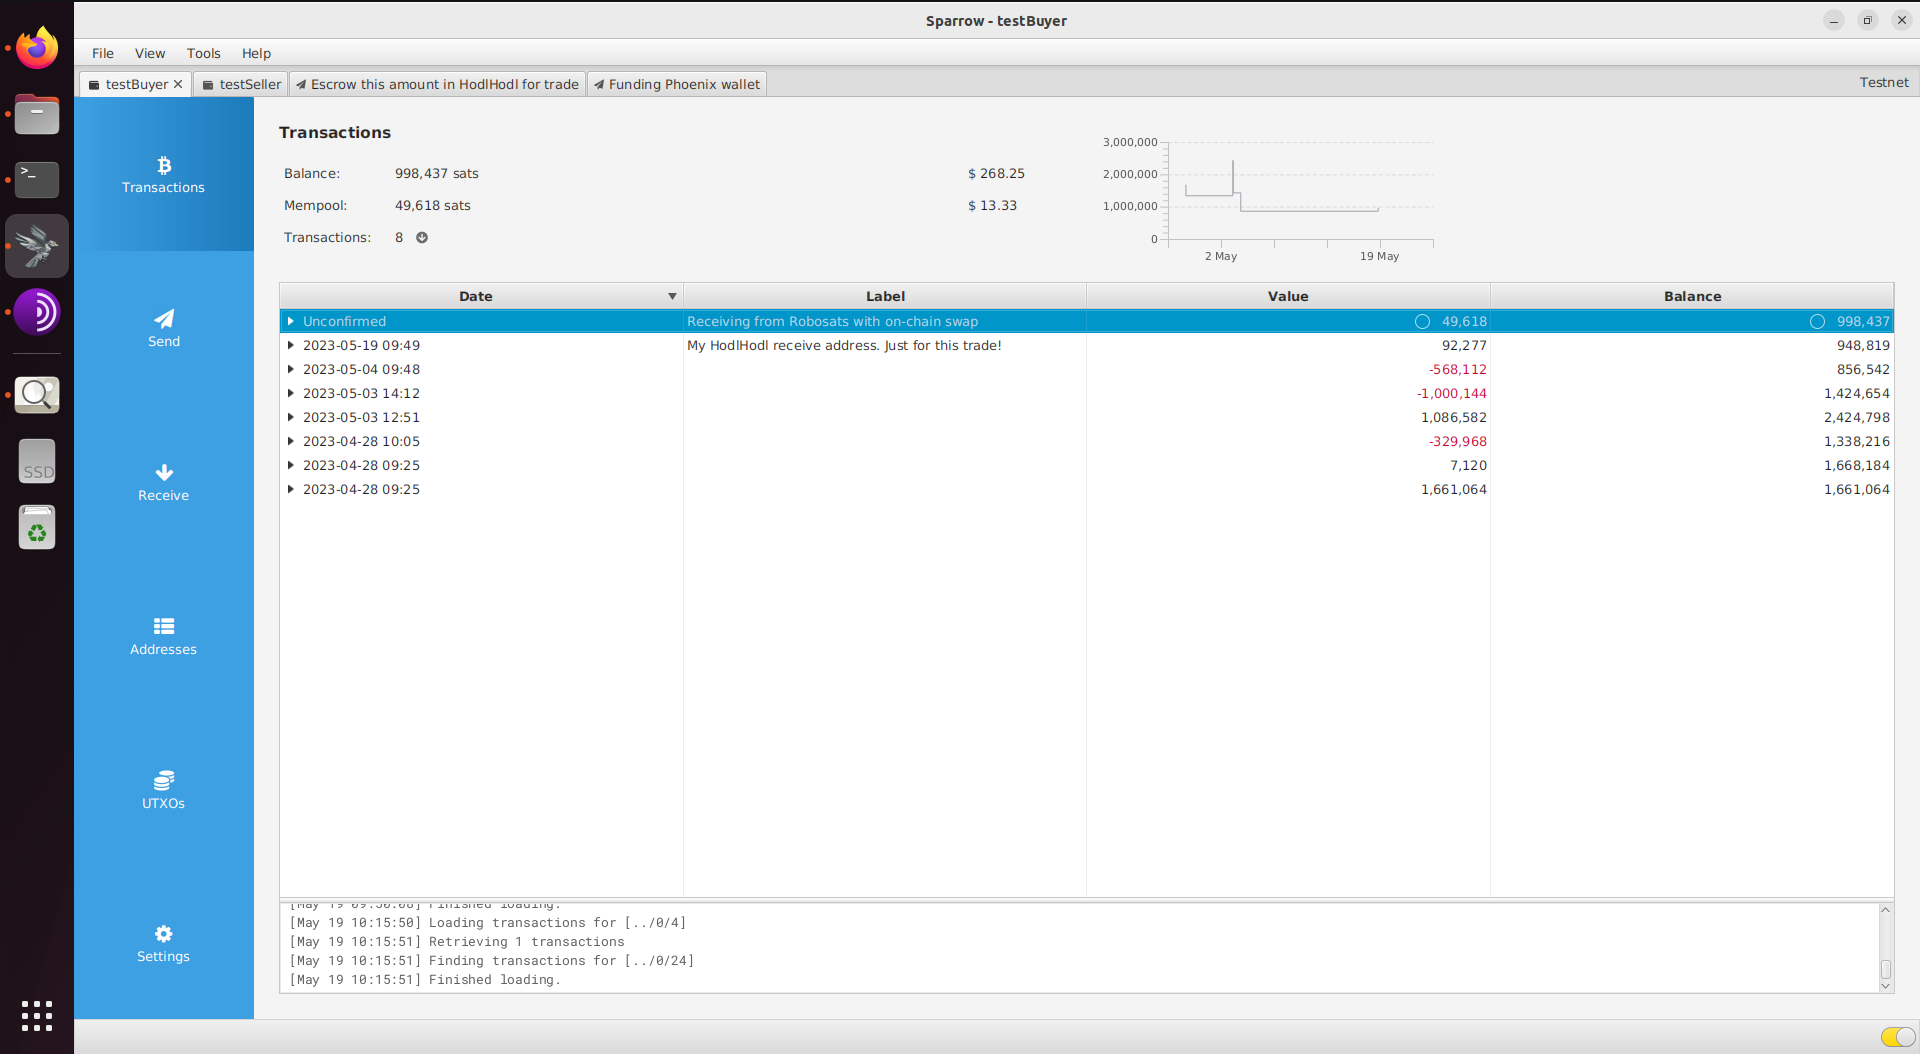 Sparrow - testBuyer
File View Tools Help
testBuyer testSeller Escrow this amount in HodlHodl for trade Funding Phoenix wallet Testnet
Transactions
Send
Receive
Addresses
UTXOs
Settings
SSD
Transactions
Balance: 998,437 sats $ 268.25
Mempool: 49,618 sats $ 13.33
Transactions: 8
3,000,000
2,000,000
1,000,000
0
2 May 19 May
Date Label Value Balance
Unconfirmed Receiving from Robosats with on-chain swap 49,618 998,437
2023-05-19 09:49 My HodlHodl receive address. Just for this trade! 92,277 948,819
2023-05-04 09:48 -568,112 856,542
2023-05-03 14:12 -1,000,144 1,424,654
2023-05-03 12:51 1,086,582 2,424,798
2023-04-28 10:05 -329,968 1,338,216
2023-04-28 09:25 7,120 1,668,184
2023-04-28 09:25 1,661,064 1,661,064
Finished loading.
[May 19 10:15:50] Loading transactions for [../0/4]
[May 19 10:15:51] Retrieving 1 transactions
[May 19 10:15:51] Finding transactions for [../0/24]
[May 19 10:15:51] Finished loading.